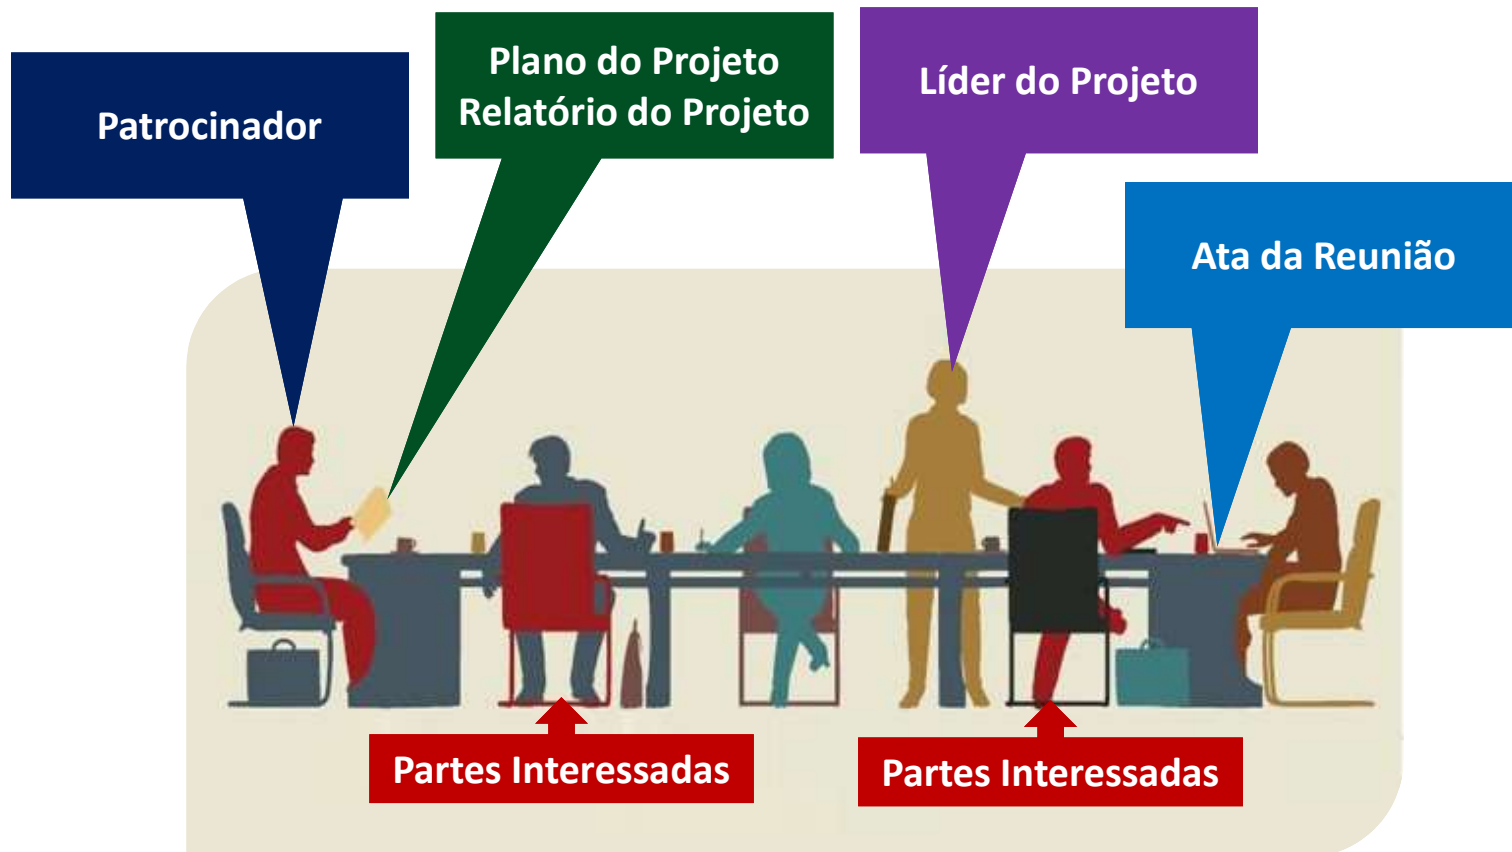 Patrocinador
Plano do Projeto
Relatório do Projeto
Líder do Projeto
Ata da Reunião
Partes Interessadas
Partes Interessadas